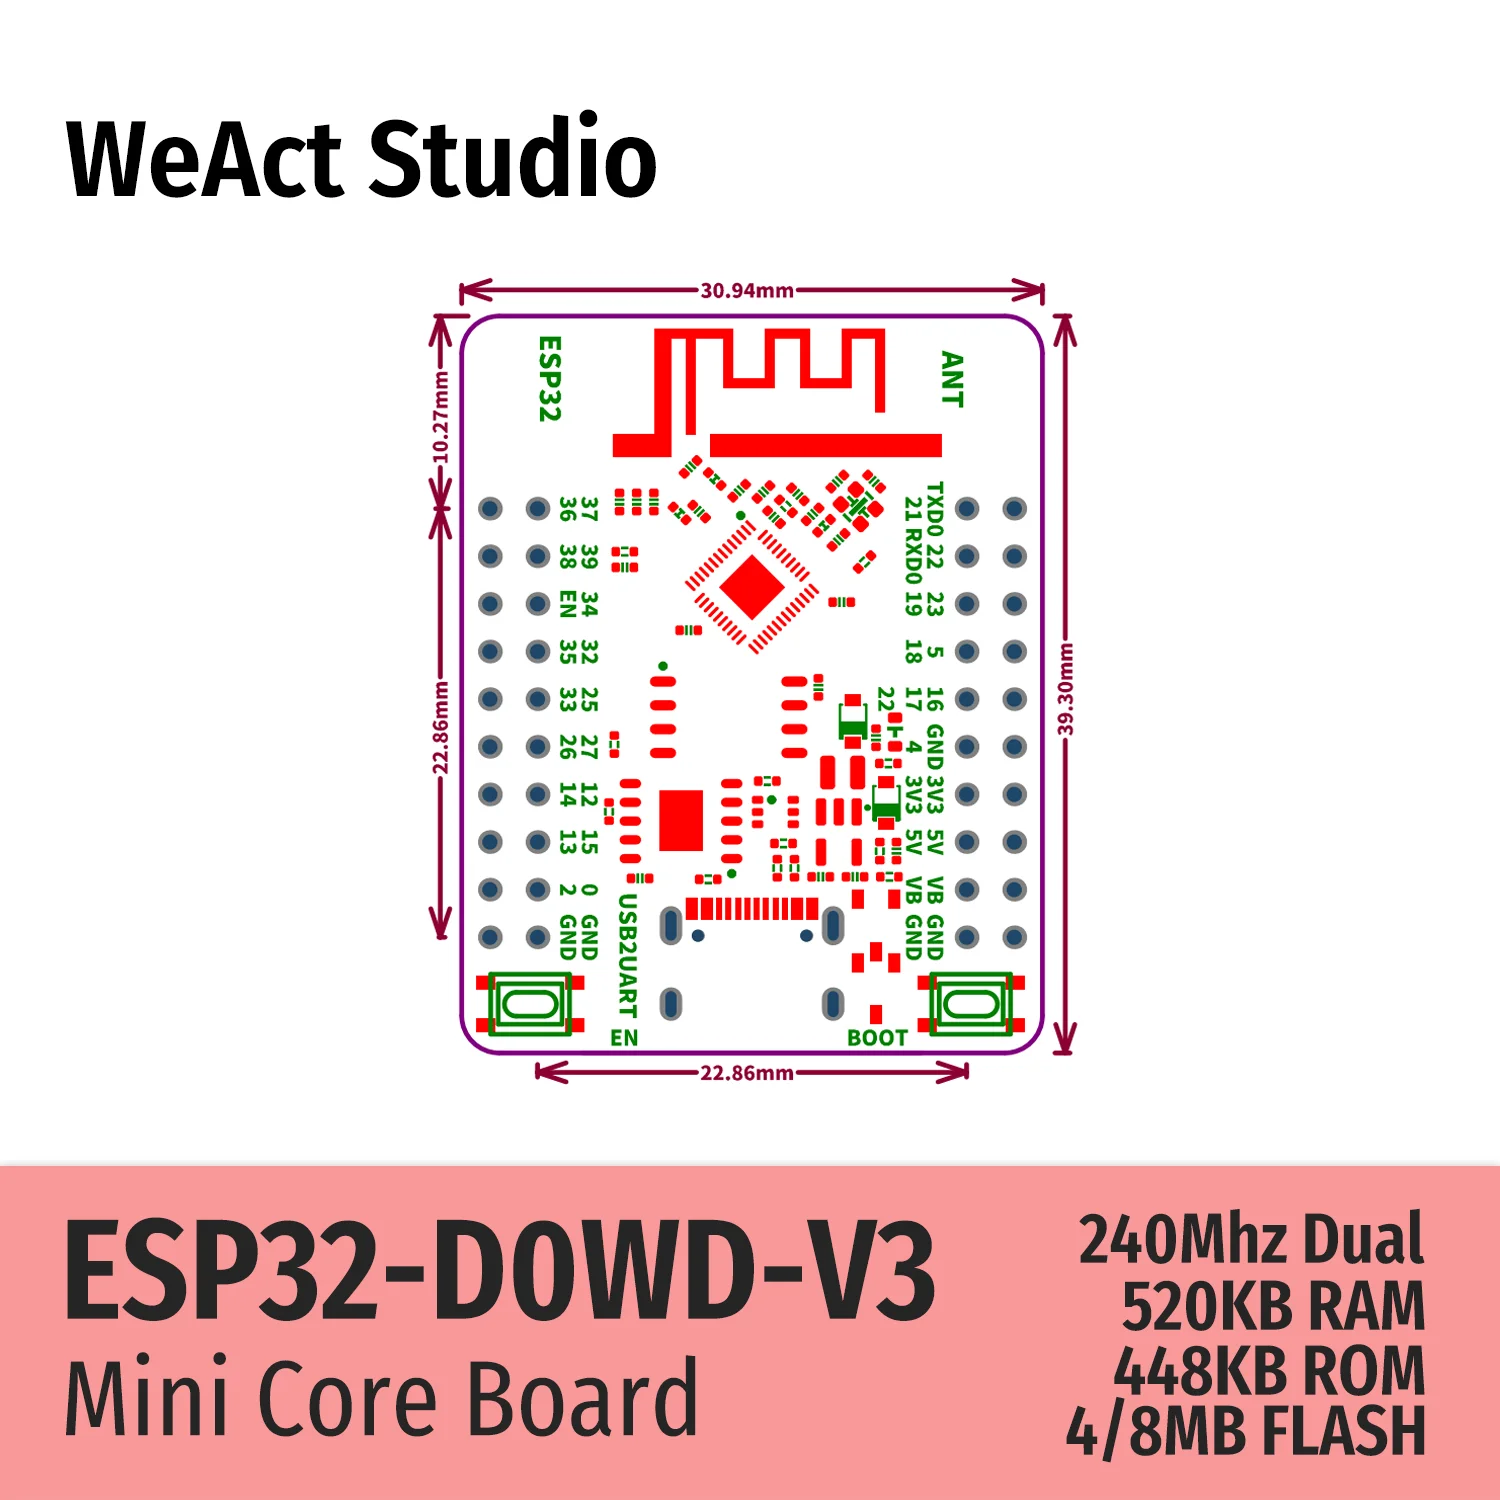 WeAct Studio
30.94mm
10.27mm
22.86mm
39.30mm
22.86mm
ESP32
ANT
36 37
38 39
EN 34
35 32
33 25
26 27
14 12
13 15
2 0
GND GND
21 TXD0
RXD0 22
19 23
18 5
22 17 16
4 GND
3V3 3V3
5V 5V
VB VB
GND GND
USB2UART
EN
BOOT
ESP32-D0WD-V3
Mini Core Board
240Mhz Dual
520KB RAM
448KB ROM
4/8MB FLASH